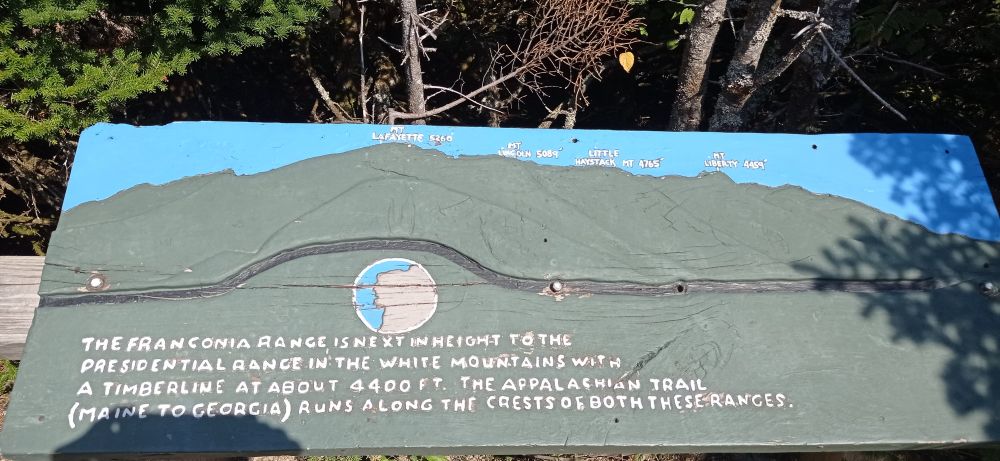 MT
LAFAYETTE 5260'
MT
LINCOLN 5089'
LITTLE
HAYSTACK MT 4765'
MT
LIBERTY 4459'
THE FRANCONIA RANGE IS NEXT IN HEIGHT TO THE
PRESIDENTIAL RANGE IN THE WHITE MOUNTAINS WITH
A TIMBERLINE AT ABOUT 4400 FT. THE APPALACHIAN TRAIL
(MAINE TO GEORGIA) RUNS ALONG THE CRESTS OF BOTH THESE RANGES.